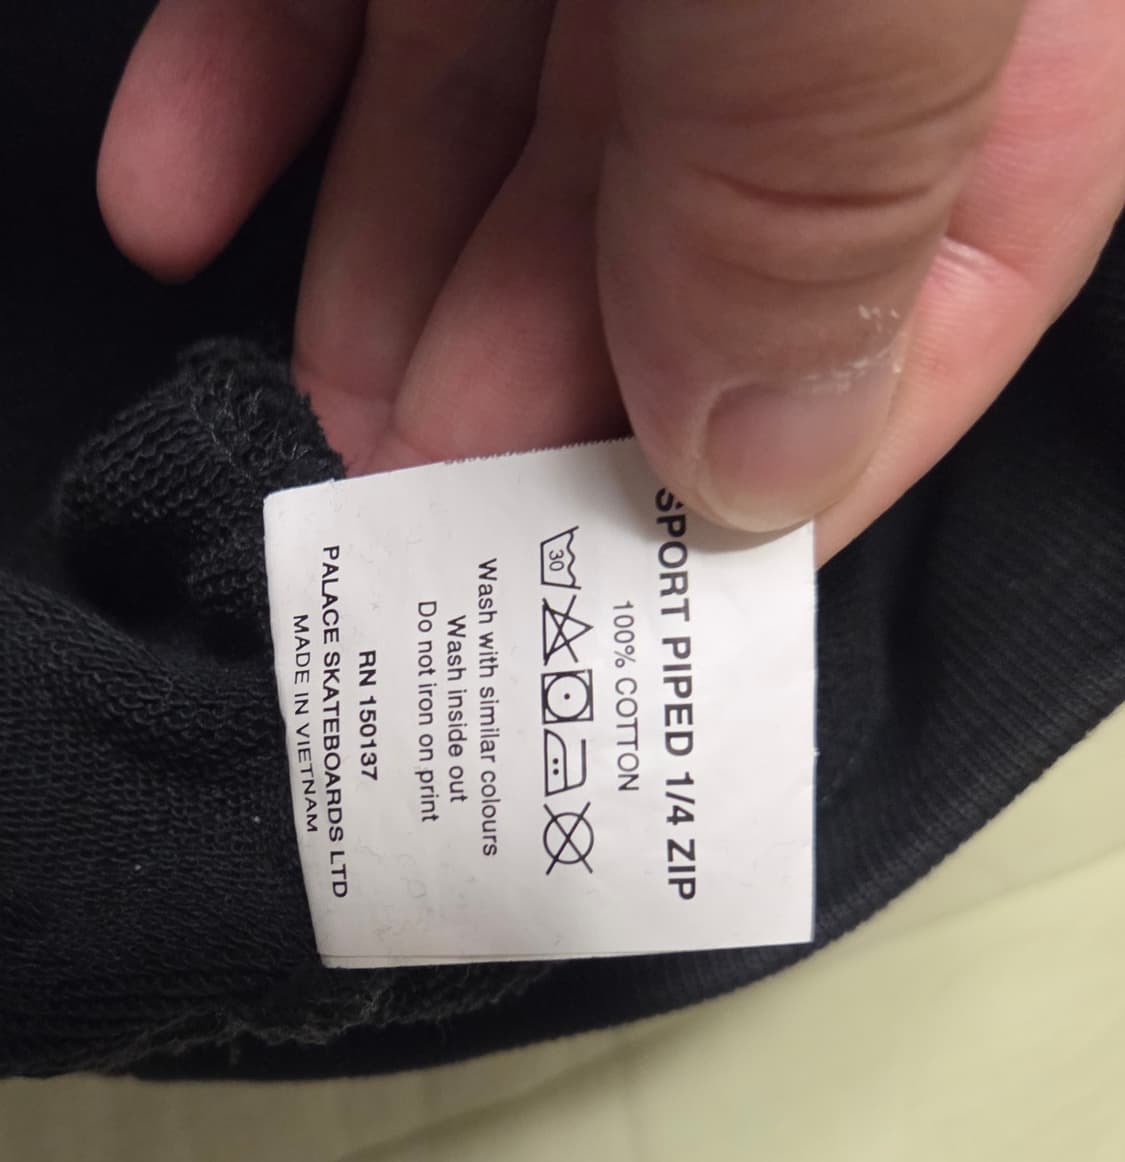 SPORT PIPED 1/4 ZIP
100% COTTON
30
Wash with similar colours
Wash inside out
Do not iron on print
RN 150137
PALACE SKATEBOARDS LTD
MADE IN VIETNAM